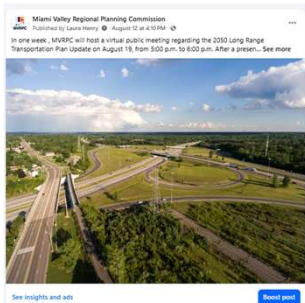 Miami Valley Regional Planning Commission
Published by Laura Henry · August 12 at 4:10 PM ·
In one week , MVRPC will host a virtual public meeting regarding the 2050 Long Range
Transportation Plan Update on August 19, from 5:00 p.m. to 6:00 p.m. After a presen... See more
See insights and ads
Boost post